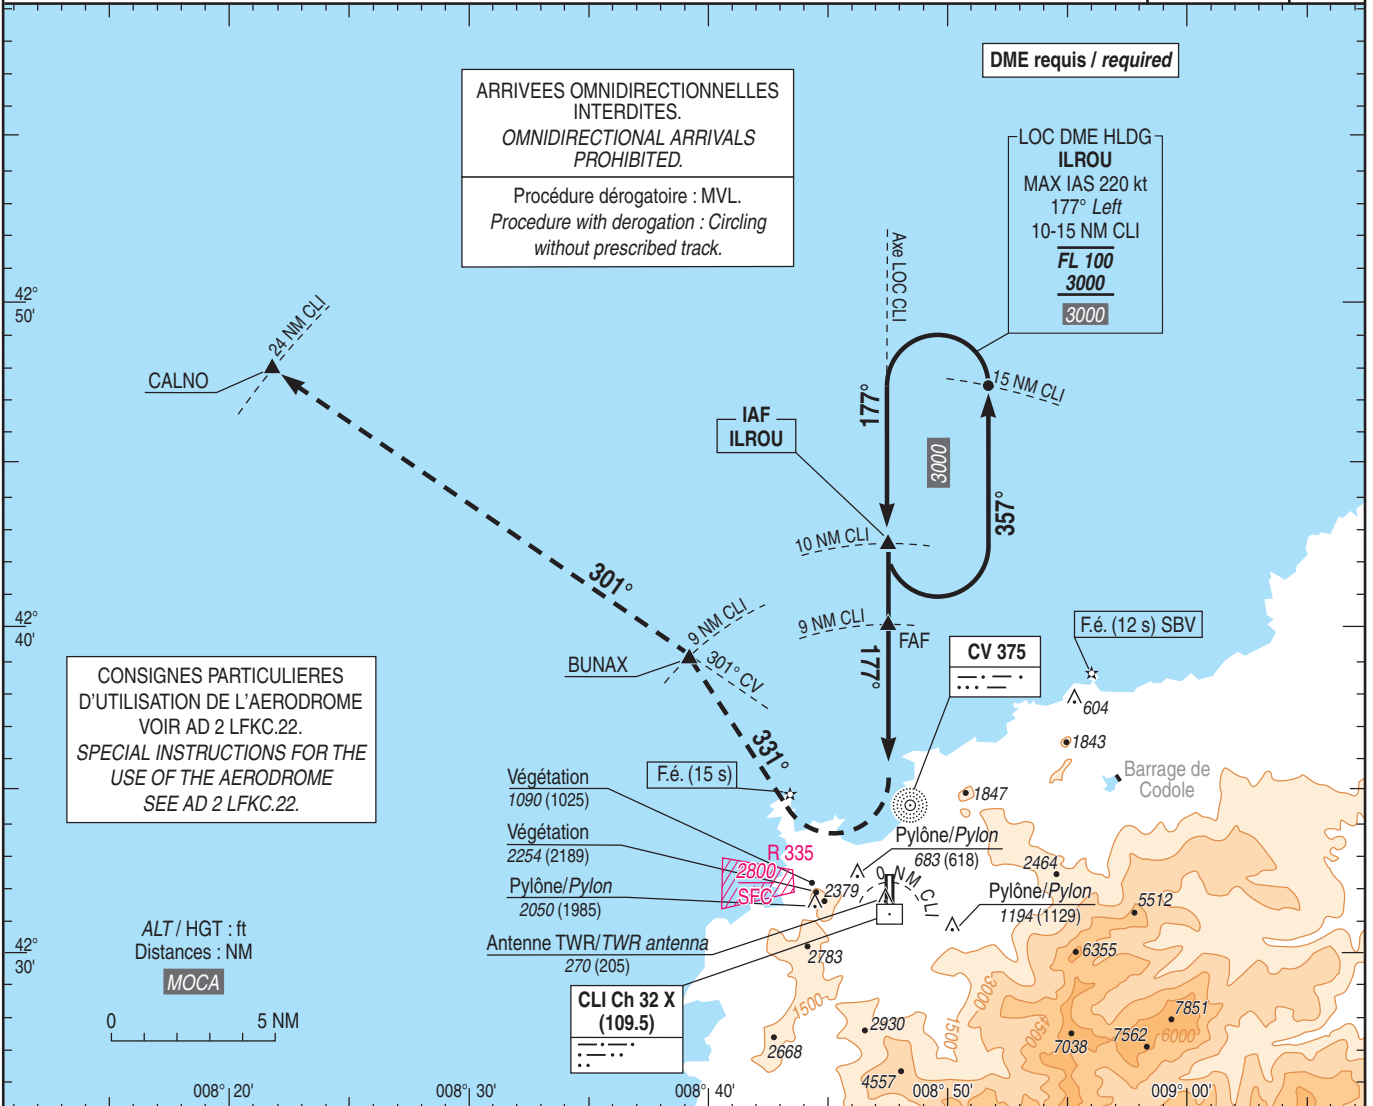 DME requis / required
ARRIVEES OMNIDIRECTIONNELLES
INTERDITES.
OMNIDIRECTIONAL ARRIVALS
PROHIBITED.
Procédure dérogatoire : MVL.
Procedure with derogation : Circling
without prescribed track.
LOC DME HLDG
ILROU
MAX IAS 220 kt
177° Left
10-15 NM CLI
FL 100
3000
3000
Axe LOC CLI
42°
50'
24 NM CLI
CALNO
15 NM CLI
177°
IAF
ILROU
3000
357°
10 NM CLI
301°
9 NM CLI
42°
40'
9 NM CLI
FAF
F.é. (12 s) SBV
BUNAX
301° CV
177°
CV 375
604
CONSIGNES PARTICULIERES
D'UTILISATION DE L'AERODROME
VOIR AD 2 LFKC.22.
SPECIAL INSTRUCTIONS FOR THE
USE OF THE AERODROME
SEE AD 2 LFKC.22.
331°
1843
F.é. (15 s)
Barrage de
Codole
Végétation
1090 (1025)
1847
Végétation
2254 (2189)
Pylône/Pylon
683 (618)
R 335
2800
SFC
2464
Pylône/Pylon
2050 (1985)
2379
0 NM CLI
Pylône/Pylon
1194 (1129)
5512
Antenne TWR/TWR antenna
270 (205)
2783
6355
ALT / HGT : ft
Distances : NM
MOCA
42°
30'
0
5 NM
CLI Ch 32 X
(109.5)
1500
3000
2930
1500
4500
7851
7562
6000
7038
2668
4557
008° 20'
008° 30'
008° 40'
008° 50'
009° 00'